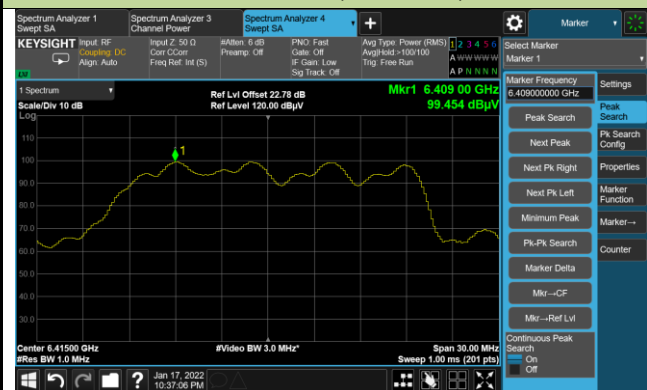 Spectrum Analyzer 1
Swept SA
Spectrum Analyzer 3
Channel Power
Spectrum Analyzer 4
Swept SA
Marker
KEYSIGHT
Input: RF
Coupling: DC
Align: Auto
Input Z: 50 Ω
Corr CCorr
Freq Ref: Int (S)
#Atten: 6 dB
Preamp: Off
PNO: Fast
Gate: Off
IF Gain: Low
Sig Track: Off
Avg Type: Power (RMS)
Avg|Hold:>100/100
Trig: Free Run
1 2 3 4 5 6
A W W W W W
A P N N N N
Select Marker
Marker 1
Marker Frequency
6.409000000 GHz
Settings
Peak Search
Peak
Search
Next Peak
Pk Search
Config
Next Pk Right
Properties
Next Pk Left
Marker
Function
Minimum Peak
Marker→
Pk-Pk Search
Counter
Marker Delta
Mkr→CF
Mkr→Ref Lvl
Continuous Peak
Search
On
Off
1 Spectrum
Scale/Div 10 dB
Log
Ref Lvl Offset 22.78 dB
Ref Level 120.00 dBµV
Mkr1 6.409 00 GHz
99.454 dBµV
110
100
90.0
80.0
70.0
60.0
50.0
40.0
30.0
1
Center 6.41500 GHz
#Res BW 1.0 MHz
#Video BW 3.0 MHz*
Span 30.00 MHz
Sweep 1.00 ms (201 pts)
Jan 17, 2022
10:37:06 PM